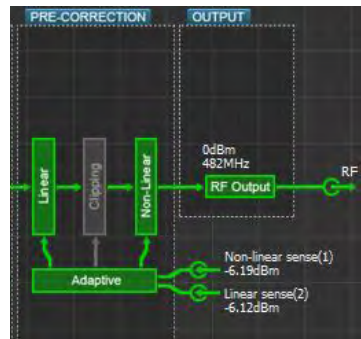 PRE-CORRECTION
OUTPUT
Linear
Clipping
Non-Linear
0dBm
482MHz
RF Output
RF
Adaptive
Non-linear sense(1)
-6.19dBm
Linear sense(2)
-6.12dBm